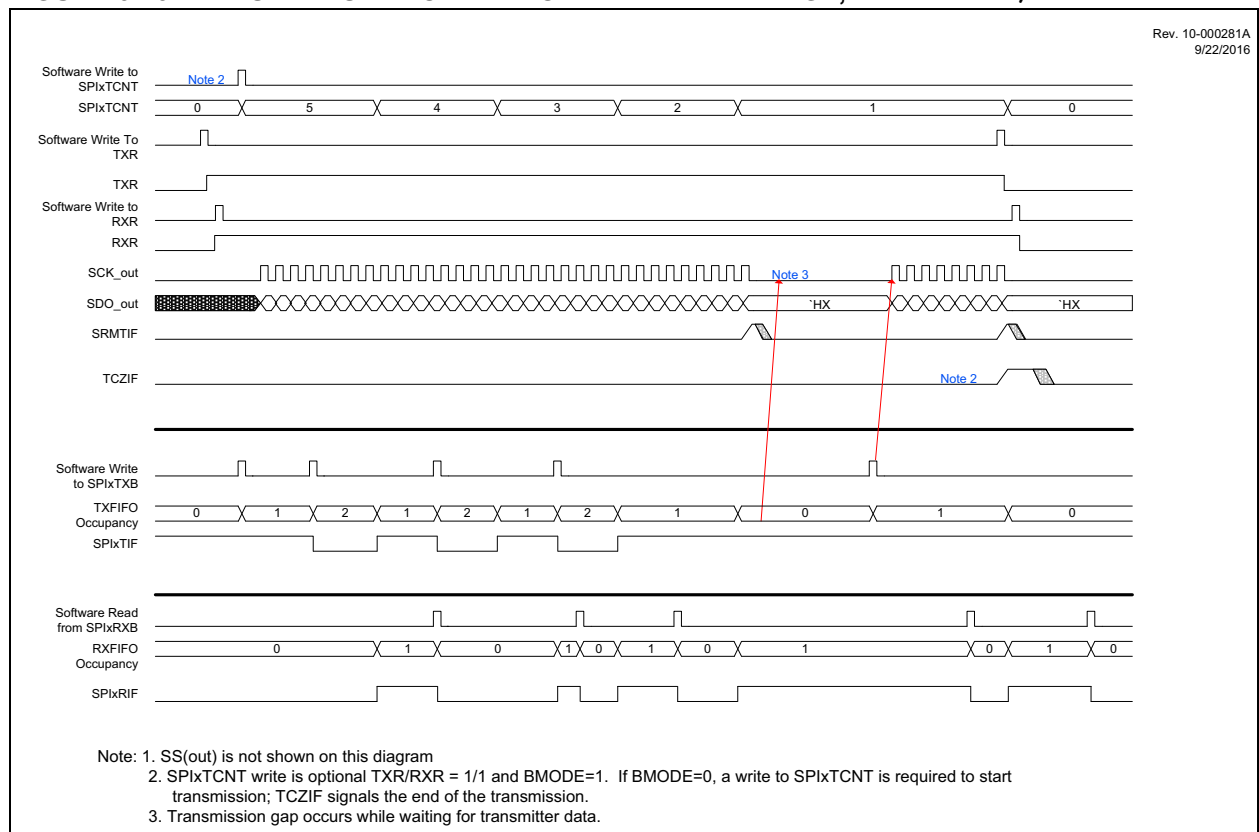 Rev. 10-000281A
9/22/2016
Software Write to
SPIxTCNT
Note 2
SPIxTCNT 0 5 4 3 2 1 0
Software Write To
TXR
TXR
Software Write to
RXR
RXR
SCK_out
Note 3
SDO_out `HX `HX
SRMTIF
TCZIF
Note 2
Software Write
to SPIxTXB
TXFIFO
Occupancy
0 1 2 1 2 1 2 1 0 1 0
SPIxTIF
Software Read
from SPIxRXB
RXFIFO
Occupancy
0 1 0 1 0 1 0 1 0 1 0
SPIxRIF
Note: 1. SS(out) is not shown on this diagram
2. SPIxTCNT write is optional TXR/RXR = 1/1 and BMODE=1. If BMODE=0, a write to SPIxTCNT is required to start
transmission; TCZIF signals the end of the transmission.
3. Transmission gap occurs while waiting for transmitter data.